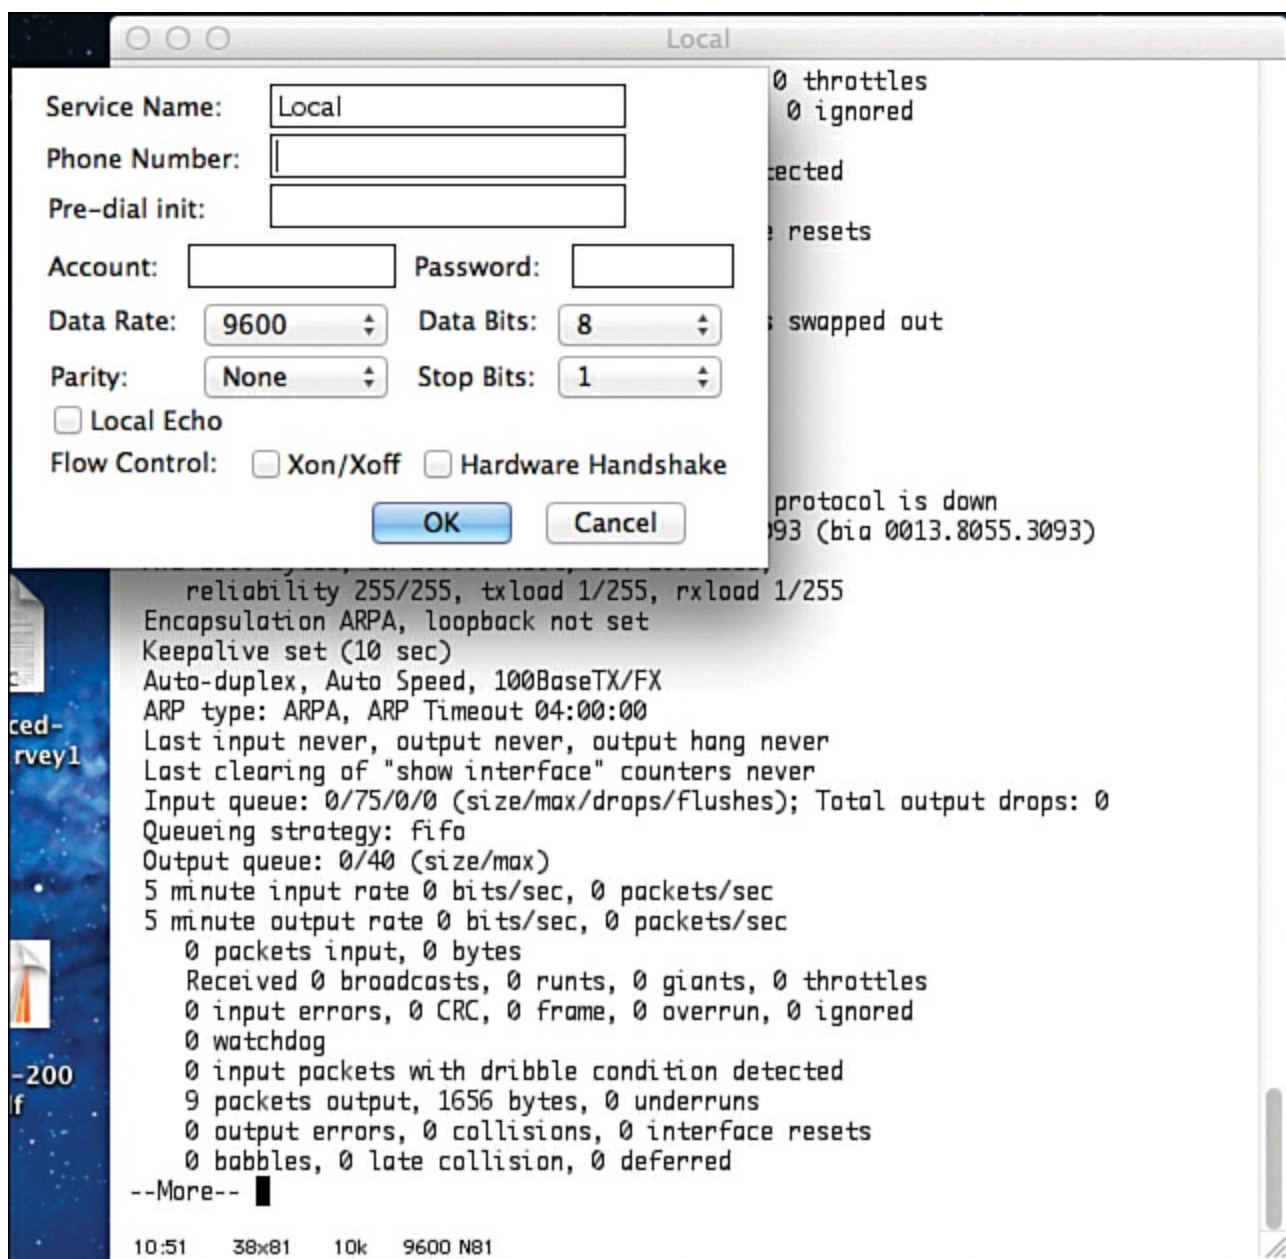 Local
Service Name: Local
Phone Number:
Pre-dial init:
Account: Password:
Data Rate: 9600 Data Bits: 8
Parity: None Stop Bits: 1
Local Echo
Flow Control: Xon/Xoff Hardware Handshake
OK Cancel
0 throttles
0 ignored
resets
swapped out
protocol is down
(bia 0013.8055.3093)
reliability 255/255, txload 1/255, rxload 1/255
Encapsulation ARPA, loopback not set
Keepalive set (10 sec)
Auto-duplex, Auto Speed, 100BaseTX/FX
ARP type: ARPA, ARP Timeout 04:00:00
Last input never, output never, output hang never
Last clearing of "show interface" counters never
Input queue: 0/75/0/0 (size/max/drops/flushes); Total output drops: 0
Queueing strategy: fifo
Output queue: 0/40 (size/max)
5 minute input rate 0 bits/sec, 0 packets/sec
5 minute output rate 0 bits/sec, 0 packets/sec
0 packets input, 0 bytes
Received 0 broadcasts, 0 runts, 0 giants, 0 throttles
0 input errors, 0 CRC, 0 frame, 0 overrun, 0 ignored
0 watchdog
0 input packets with dribble condition detected
9 packets output, 1656 bytes, 0 underruns
0 output errors, 0 collisions, 0 interface resets
0 babbles, 0 late collision, 0 deferred
--More--
10:51 38x81 10k 9600 N81
ced-
rvey1
-200